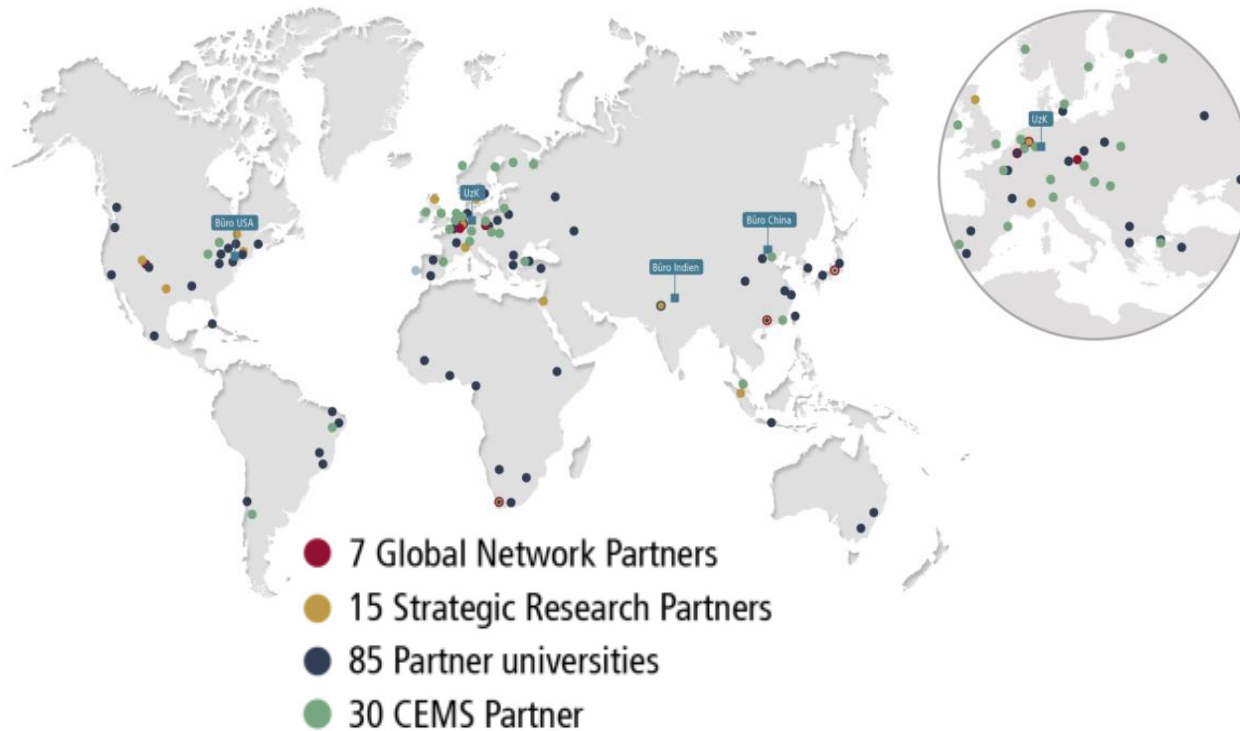 UzK
UzK
Büro USA
Büro China
Büro Indien
7 Global Network Partners
15 Strategic Research Partners
85 Partner universities
30 CEMS Partner